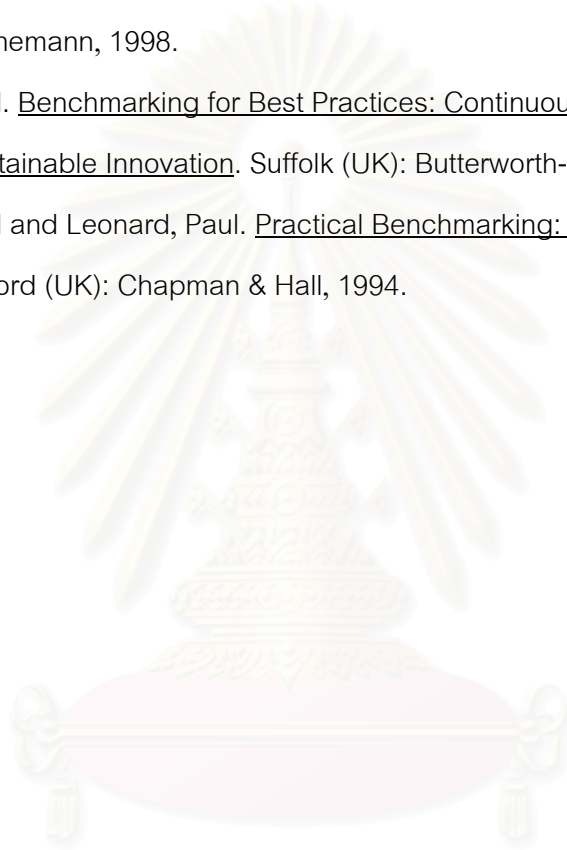 nemann, 1998.
. Benchmarking for Best Practices: Continuou
tainable Innovation. Suffolk (UK): Butterworth-
and Leonard, Paul. Practical Benchmarking:
ord (UK): Chapman & Hall, 1994.